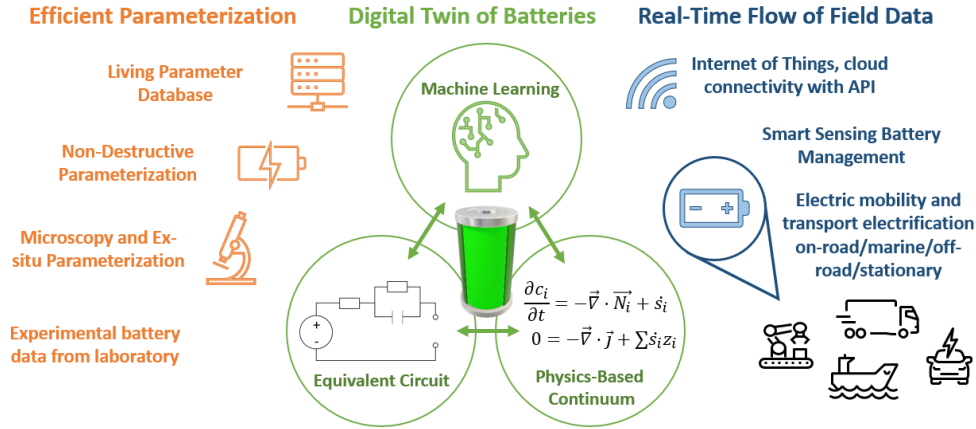 Efficient Parameterization
Living Parameter
Database
Non-Destructive
Parameterization
Microscopy and Ex-
situ Parameterization
Experimental battery
data from laboratory
Digital Twin of Batteries
Machine Learning
Equivalent Circuit
∂c_i/∂t = −∇⃗ · N⃗_i + ṡ_i
0 = −∇⃗ · j⃗ + ∑ṡ_i z_i
Physics-Based
Continuum
Real-Time Flow of Field Data
Internet of Things, cloud
connectivity with API
Smart Sensing Battery
Management
Electric mobility and
transport electrification
on-road/marine/off-
road/stationary